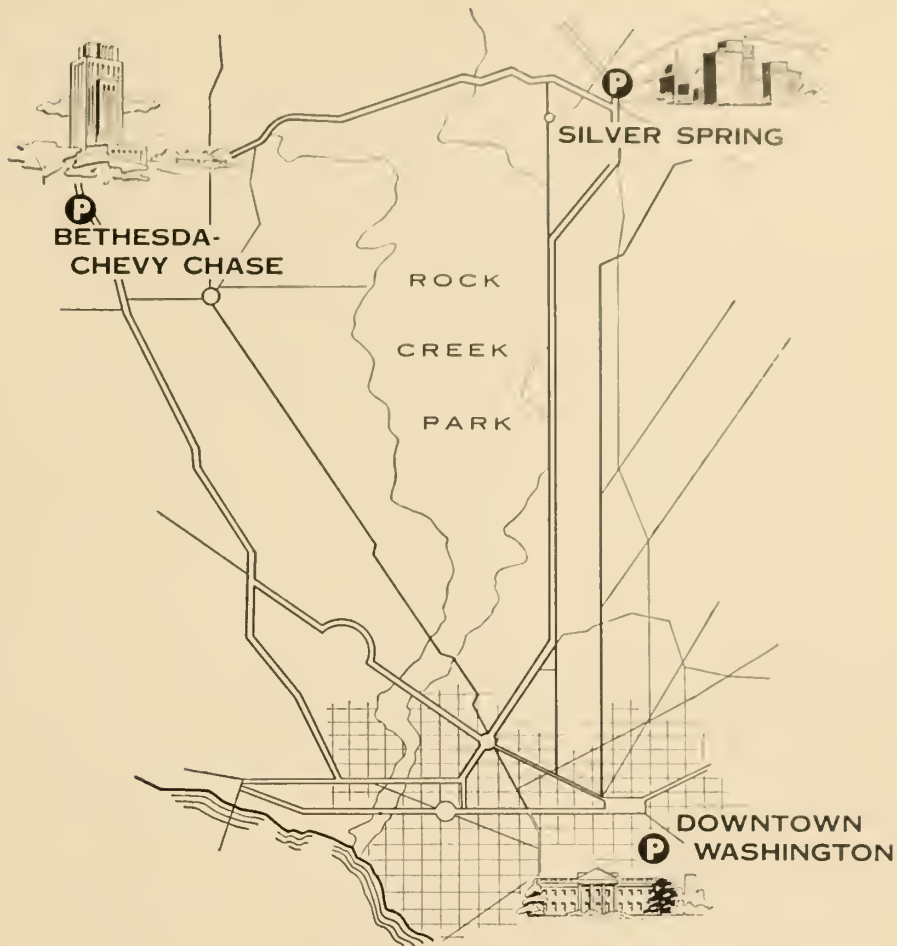 P
SILVER SPRING
P
BETHESDA-
CHEVY CHASE
ROCK
CREEK
PARK
DOWNTOWN
P
WASHINGTON